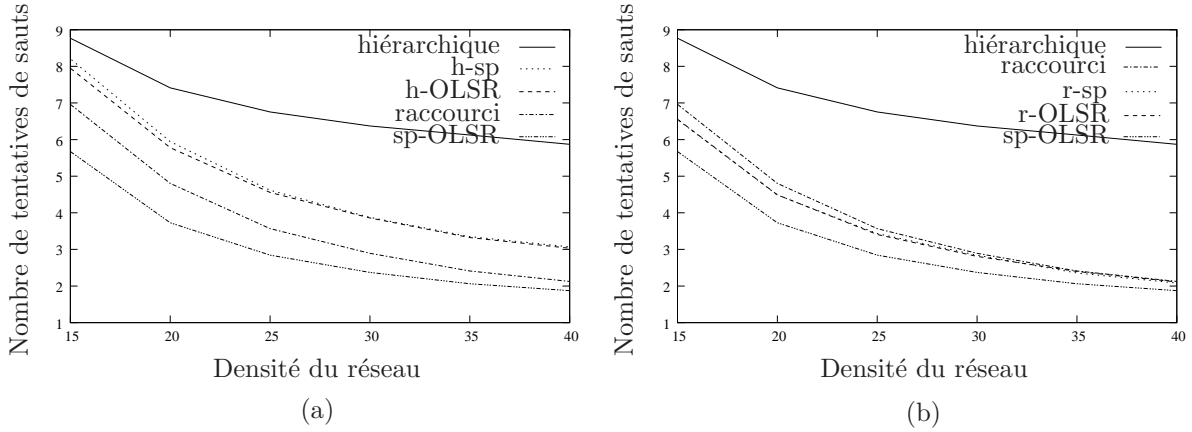 Nombre de tentatives de sauts
9
8
7
6
5
4
3
2
1
hiérarchique
h-sp
h-OLSR
raccourci
sp-OLSR
15 20 25 30 35 40
Densité du réseau
(a)
Nombre de tentatives de sauts
9
8
7
6
5
4
3
2
1
hiérarchique
raccourci
r-sp
r-OLSR
sp-OLSR
15 20 25 30 35 40
Densité du réseau
(b)